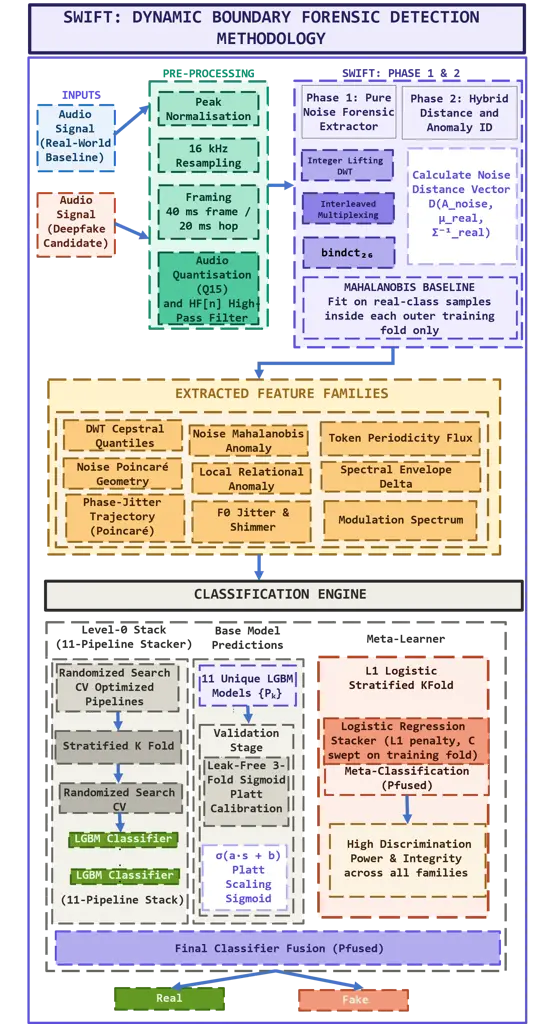 SWIFT: DYNAMIC BOUNDARY FORENSIC DETECTION
METHODOLOGY
INPUTS
Audio
Signal
(Real-World
Baseline)
Audio
Signal
(Deepfake
Candidate)
PRE-PROCESSING
Peak
Normalisation
16 kHz
Resampling
Framing
40 ms frame /
20 ms hop
Audio
Quantisation
(Q15)
and HF[n] High-
Pass Filter
SWIFT: PHASE 1 & 2
Phase 1: Pure
Noise Forensic
Extractor
Phase 2: Hybrid
Distance and
Anomaly ID
Integer Lifting
DWT
Interleaved
Multiplexing
bindct₂₆
Calculate Noise
Distance Vector
D(A_noise,
μ_real,
Σ⁻¹_real)
MAHALANOBIS BASELINE
Fit on real-class samples
inside each outer training
fold only
EXTRACTED FEATURE FAMILIES
DWT Cepstral
Quantiles
Noise Mahalanobis
Anomaly
Token Periodicity Flux
Noise Poincaré
Geometry
Local Relational
Anomaly
Spectral Envelope
Delta
Phase-Jitter
Trajectory
(Poincaré)
F0 Jitter &
Shimmer
Modulation Spectrum
CLASSIFICATION ENGINE
Level-0 Stack
(11-Pipeline Stacker)
Randomized Search
CV Optimized
Pipelines
Stratified K Fold
Randomized Search
CV
LGBM Classifier
.
LGBM Classifier
(11-Pipeline Stack)
Base Model
Predictions
11 Unique LGBM
Models {Pₖ}
Validation
Stage
Leak-Free 3-
Fold Sigmoid
Platt
Calibration
σ(a·s + b)
Platt
Scaling
Sigmoid
Meta-Learner
L1 Logistic
Stratified KFold
Logistic Regression
Stacker (L1 penalty, C
swept on training fold)
Meta-Classification
(Pfused)
High Discrimination
Power & Integrity
across all families
Final Classifier Fusion (Pfused)
Real
Fake